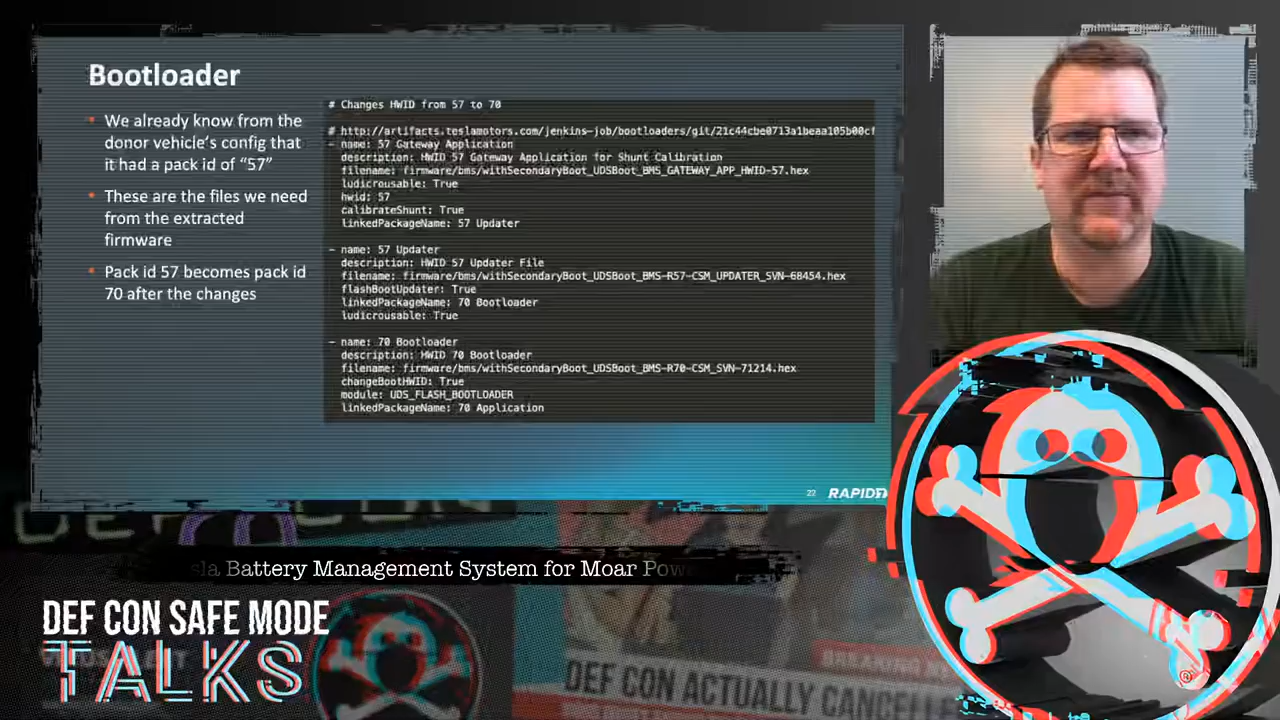 Bootloader
We already know from the
donor vehicle's config that
it had a pack id of "57"
These are the files we need
from the extracted
firmware
Pack id 57 becomes pack id
70 after the changes
# Changes HWID from 57 to 70
# http://artifacts.teslamotors.com/jenkins-job/bootloaders/git/21c44cbe0713a1beaa105b00cf
- name: 57 Gateway Application
description: HWID 57 Gateway Application for Shunt Calibration
filename: firmware/bms/withSecondaryBoot_UDSBoot_BMS_GATEWAY_APP_HWID-57.hex
ludicrousable: True
hwid: 57
calibrateShunt: True
linkedPackageName: 57 Updater
- name: 57 Updater
description: HWID 57 Updater File
filename: firmware/bms/withSecondaryBoot_UDSBoot_BMS-R57-CSM_UPDATER_SVN-68454.hex
flashBootUpdater: True
linkedPackageName: 70 Bootloader
ludicrousable: True
- name: 70 Bootloader
description: HWID 70 Bootloader
filename: firmware/bms/withSecondaryBoot_UDSBoot_BMS-R70-CSM_SVN-71214.hex
changeBootHWID: True
module: UDS_FLASH_BOOTLOADER
linkedPackageName: 70 Application
22
Battery Management System for Moar
DEF CON SAFE MODE
TALKS
DEF CON
BREAKING
DEF CON ACTUALLY